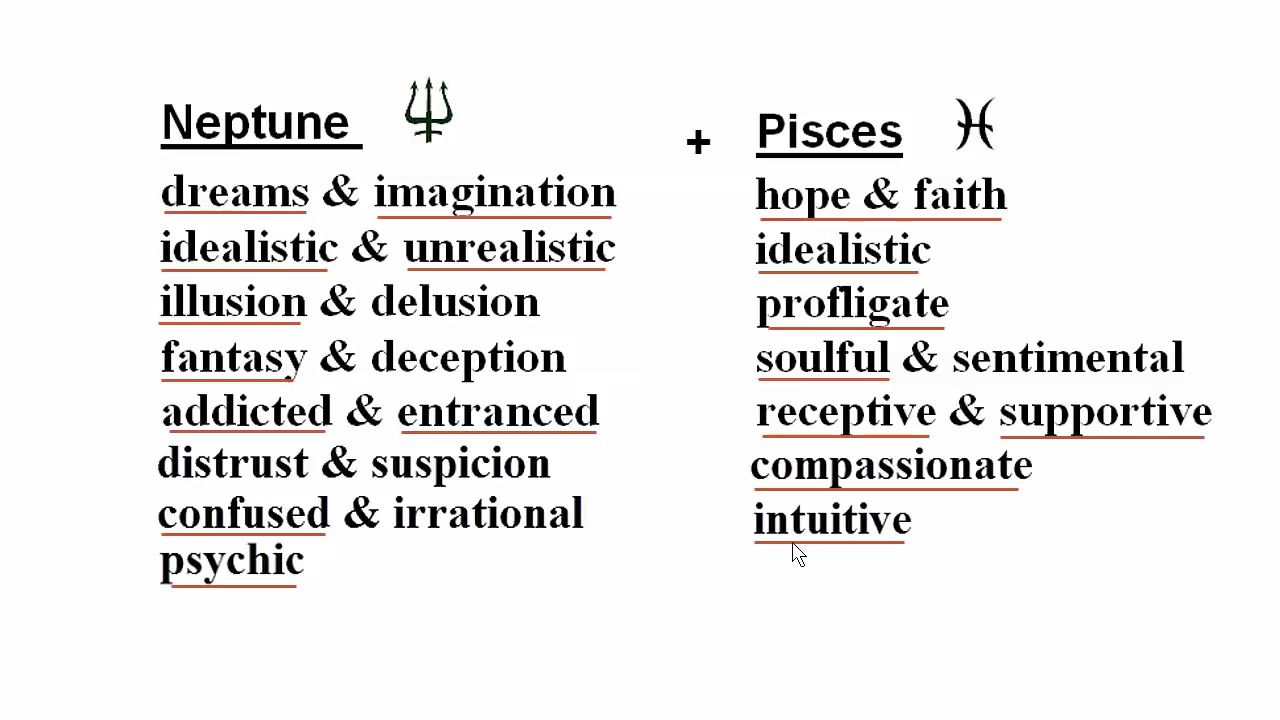 Neptune
dreams & imagination
idealistic & unrealistic
illusion & delusion
fantasy & deception
addicted & entranced
distrust & suspicion
confused & irrational
psychic
+
Pisces
hope & faith
idealistic
profligate
soulful & sentimental
receptive & supportive
compassionate
intuitive